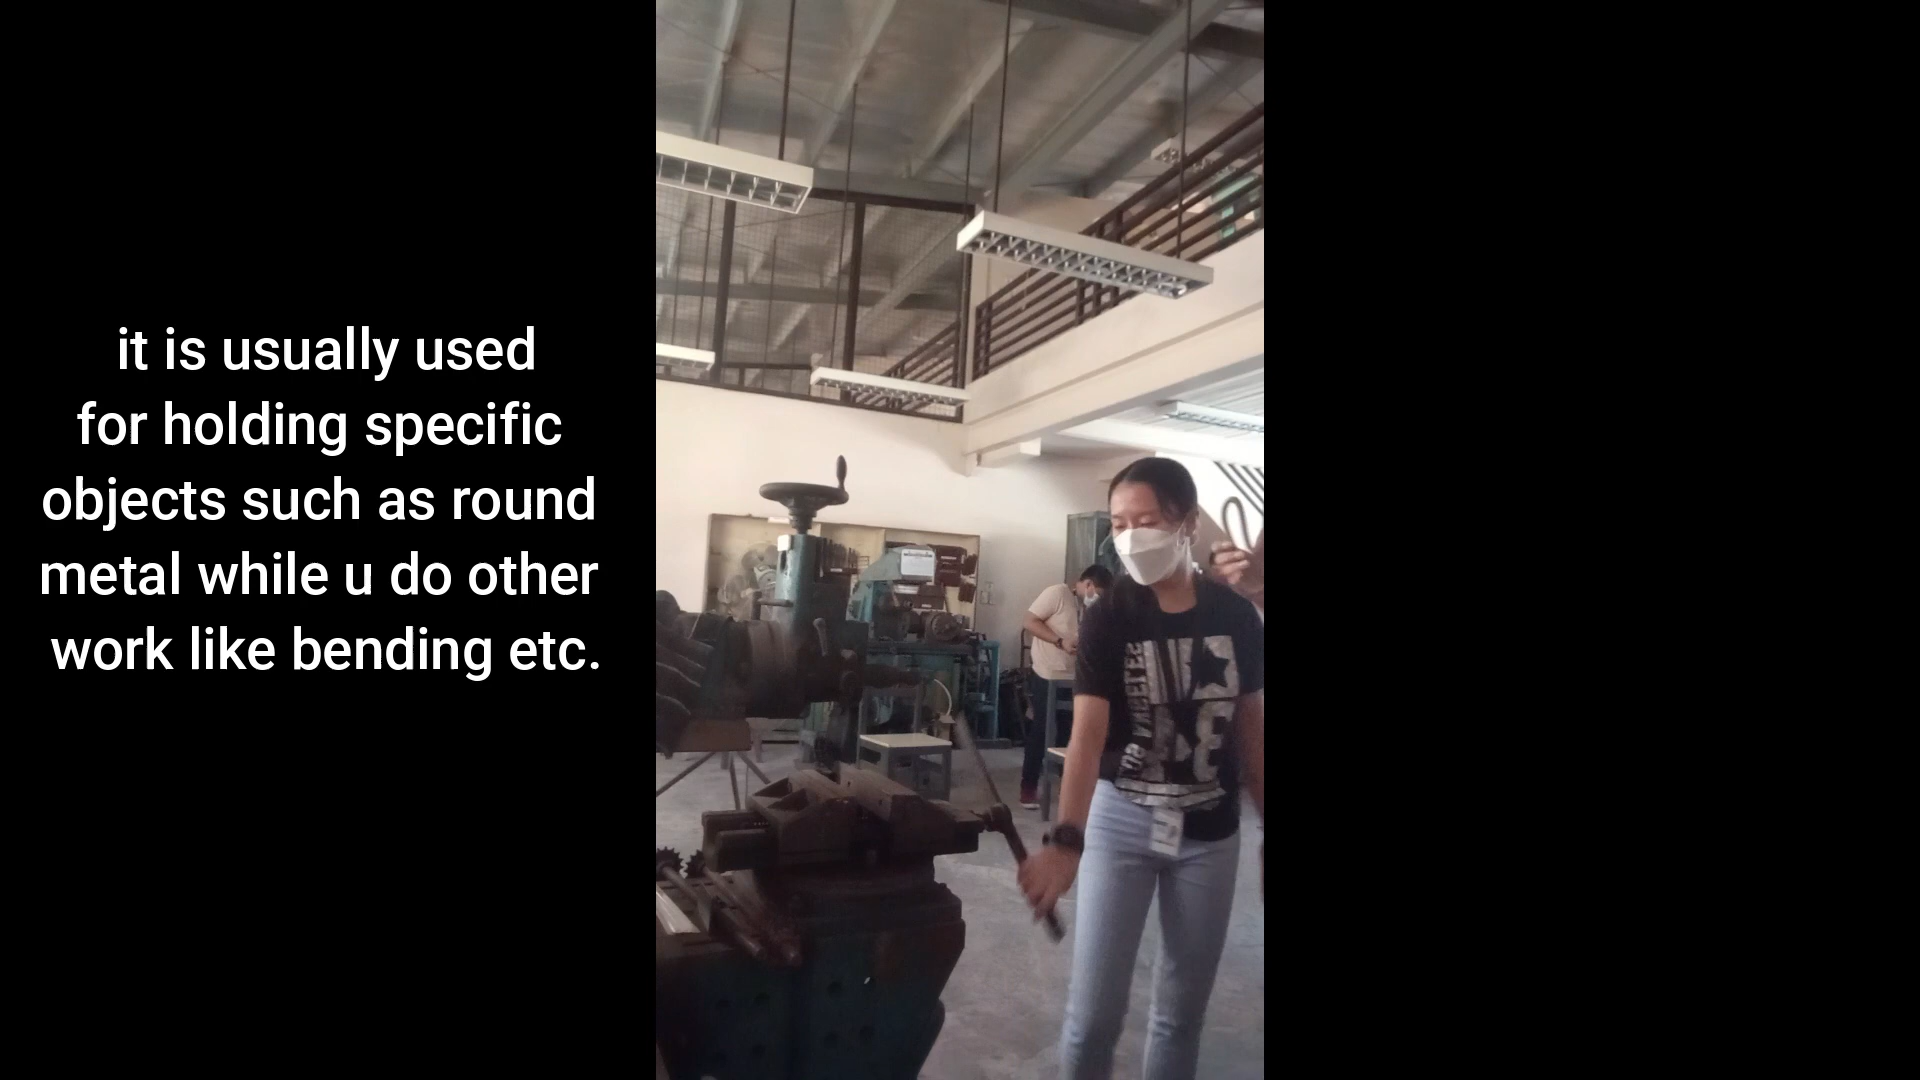 it is usually used
for holding specific
objects such as round
metal while u do other
work like bending etc.